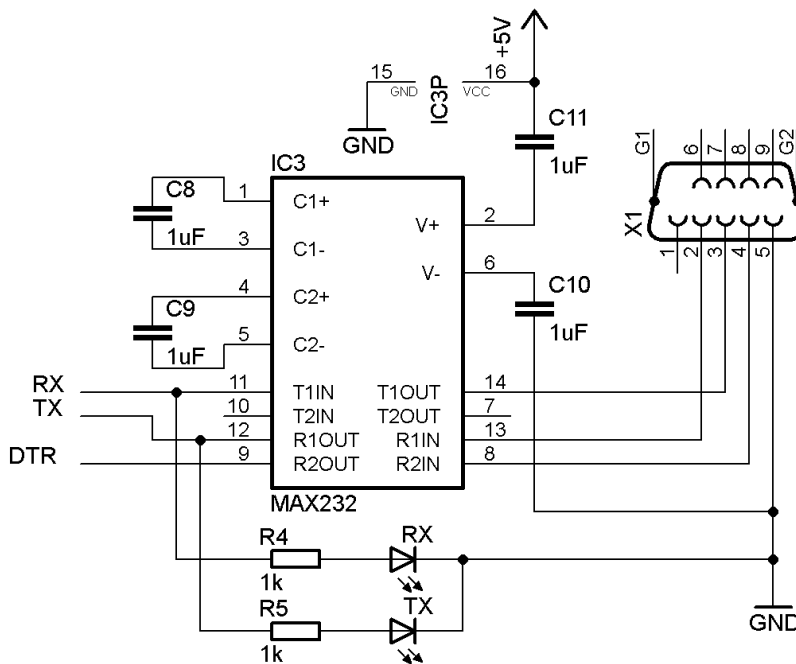 +5V
15 16
GND IC3P VCC
GND
C11
1uF
G1 6 7 8 9 G2
X1
1 2 3 4 5
IC3
C8
1uF
1 C1+
3 C1-
V+ 2
V- 6
C9
1uF
4 C2+
5 C2-
C10
1uF
RX 11 T1IN T1OUT 14
TX 10 T2IN T2OUT 7
12 R1OUT R1IN 13
DTR 9 R2OUT R2IN 8
MAX232
R4 RX
1k
R5 TX
1k
GND